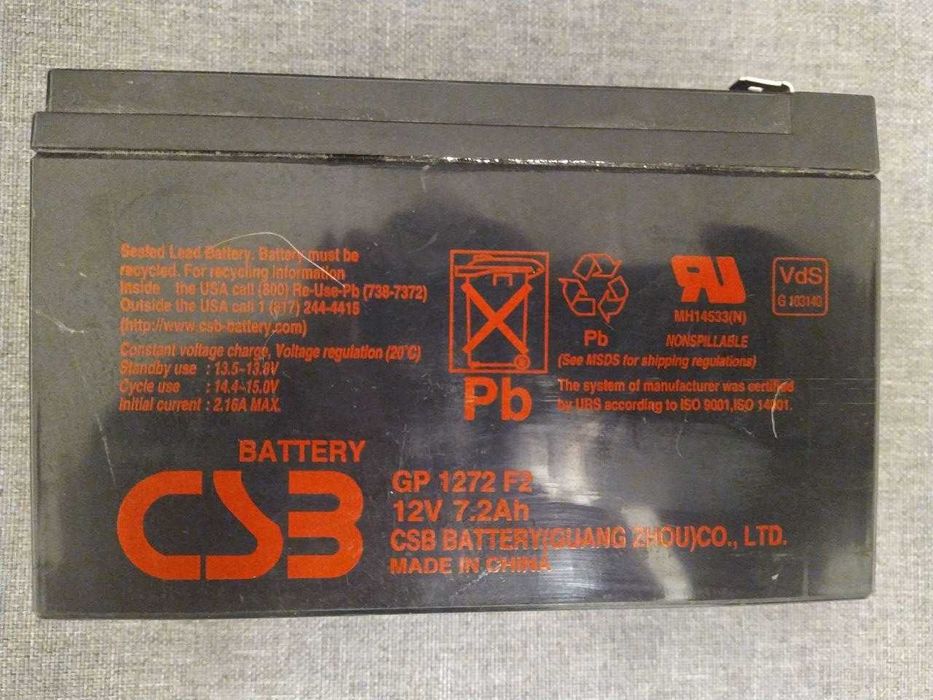 Sealed Lead Battery. Battery must be
recycled. For recycling information
Inside the USA call (800) Re-Use-Pb (738-7372)
Outside the USA call 1 (817) 244-4415
(http://www.csb-battery.com)
Constant voltage charge, Voltage regulation (20°C)
Standby use : 13.5~13.8V
Cycle use : 14.4~15.0V
Initial current : 2.16A MAX.
Pb
Pb
RU
MH14533(N)
NONSPILLABLE
(See MSDS for shipping regulations)
VdS
G 103140
The system of manufacturer was certified
by URS according to ISO 9001,ISO 14001.
BATTERY
CSB
GP 1272 F2
12V 7.2Ah
CSB BATTERY(GUANG ZHOU)CO., LTD.
MADE IN CHINA